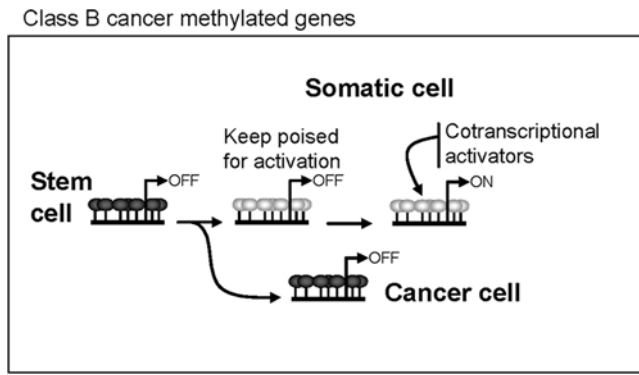 Class B cancer methylated genes
Somatic cell
Keep poised
for activation
Cotranscriptional
activators
Stem
cell
OFF
OFF
ON
OFF
Cancer cell